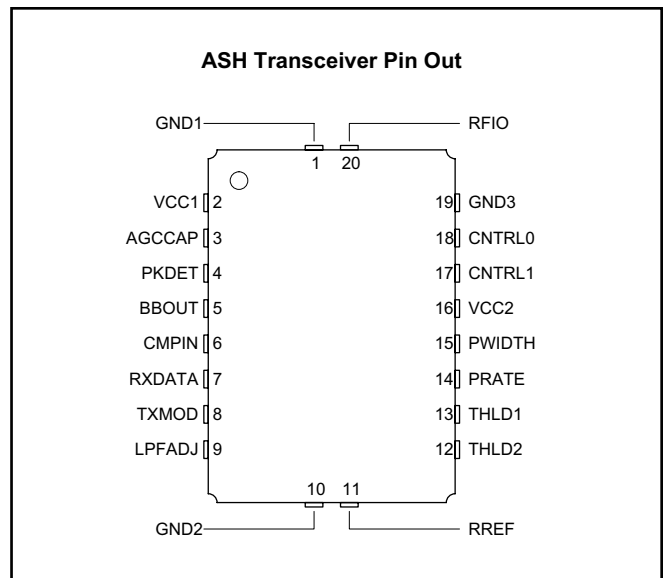 ASH Transceiver Pin Out
GND1 RFIO
1 20
VCC1 2 19 GND3
AGCCAP 3 18 CNTRL0
PKDET 4 17 CNTRL1
BBOUT 5 16 VCC2
CMPIN 6 15 PWIDTH
RXDATA 7 14 PRATE
TXMOD 8 13 THLD1
LPFADJ 9 12 THLD2
10 11
GND2 RREF